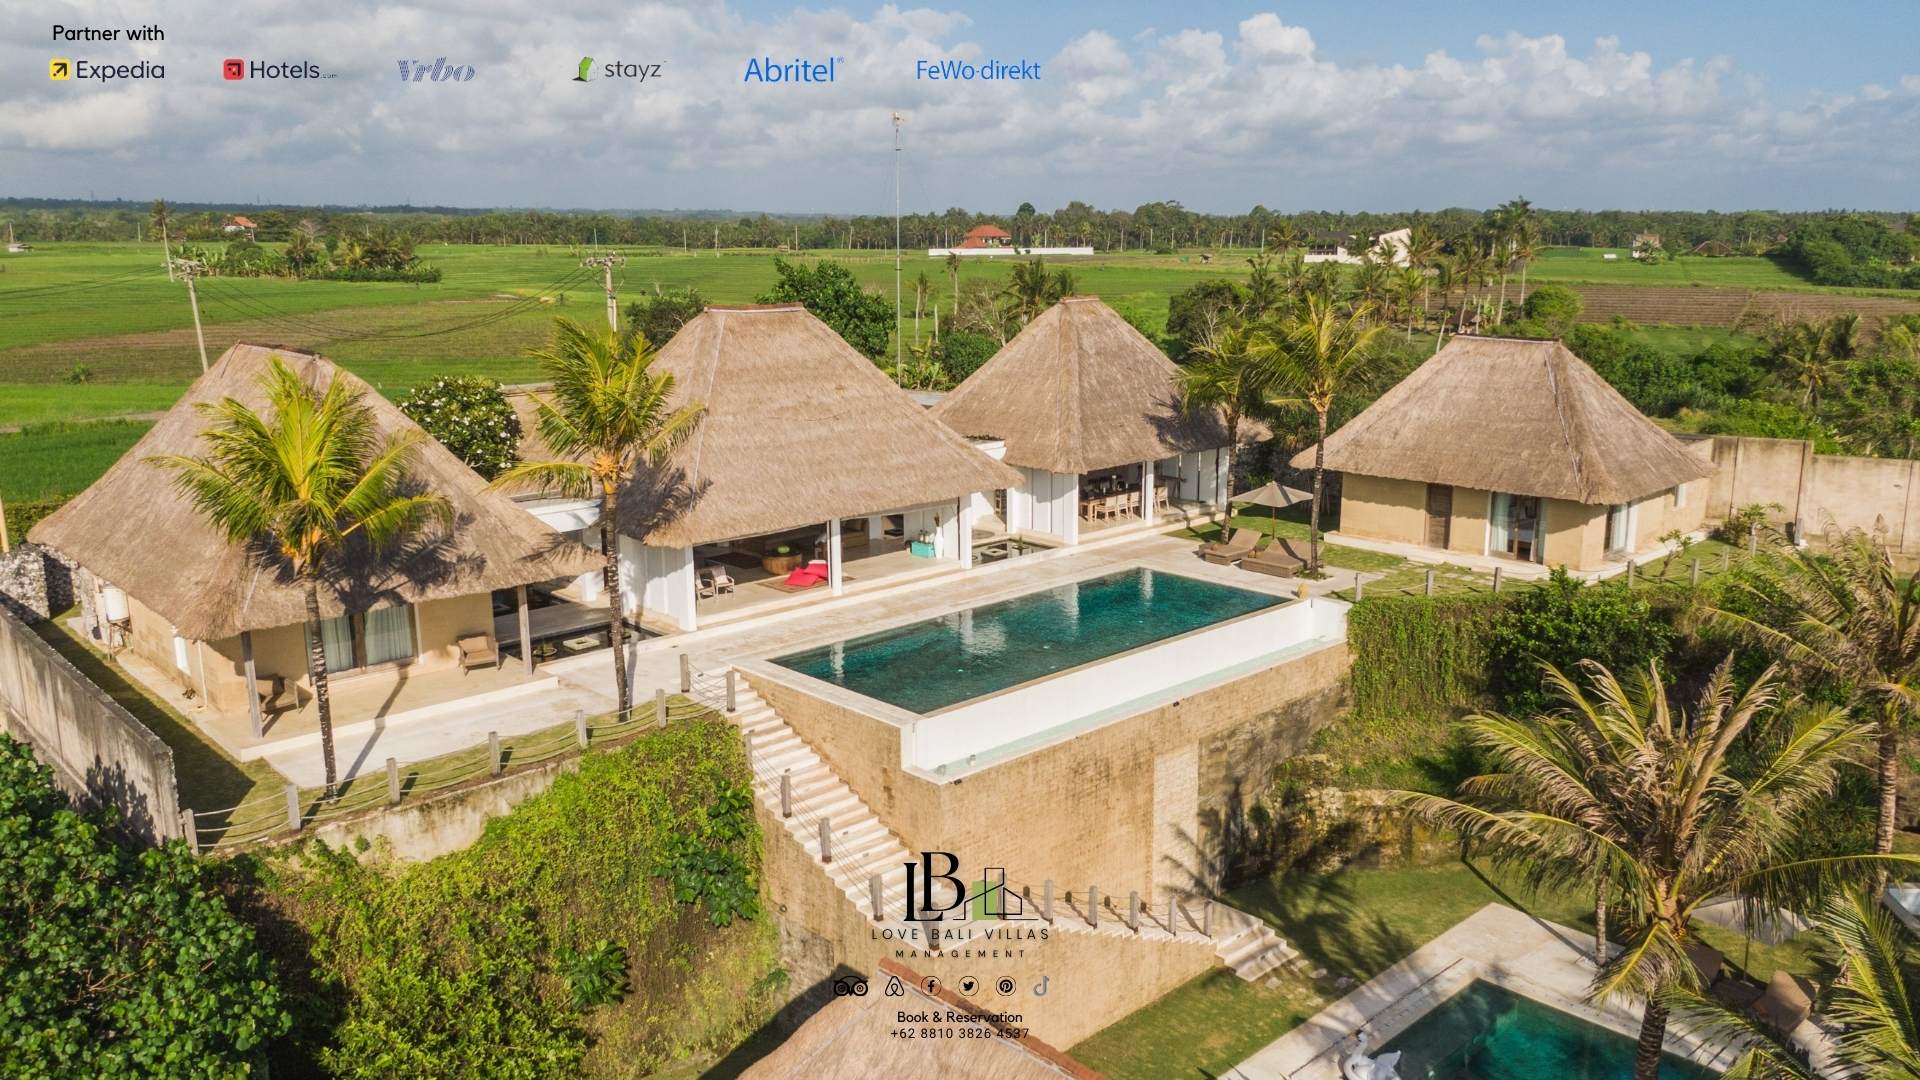 Partner with
Expedia
Hotels.com
Vrbo
stayz
Abritel®
FeWo-direkt
LB
LOVE BALI VILLAS
MANAGEMENT
Book & Reservation
+62 8810 3826 4537